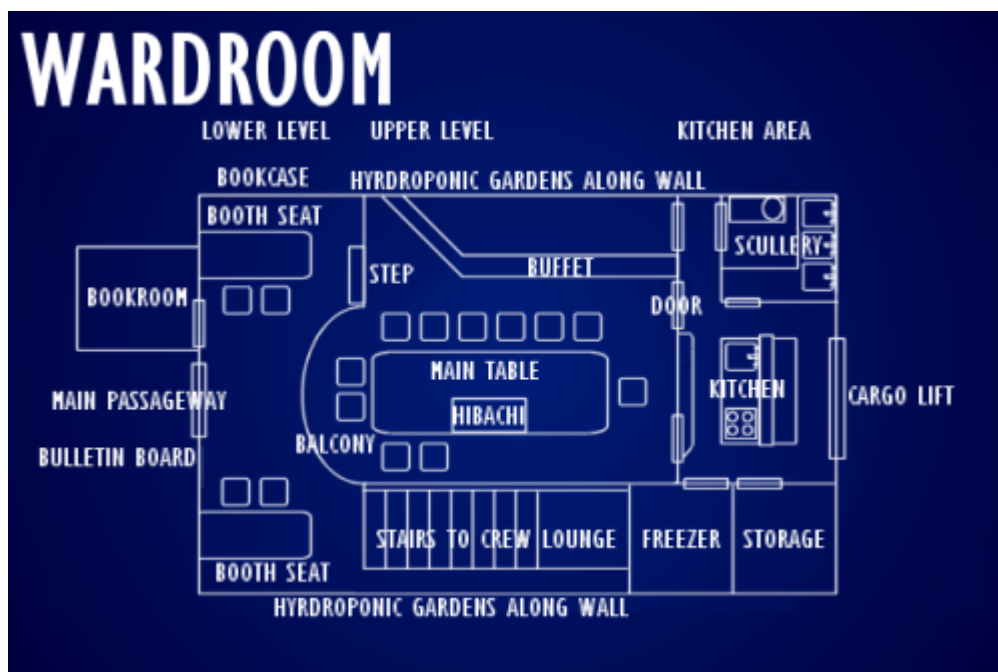 WARDROOM
LOWER LEVEL
UPPER LEVEL
KITCHEN AREA
BOOKCASE
HYRDROPONIC GARDENS ALONG WALL
BOOTH SEAT
SCULLERY
STEP
BUFFET
BOOKROOM
DOOR
MAIN TABLE
KITCHEN
MAIN PASSAGEWAY
CARGO LIFT
HIBACHI
BALCONY
BULLETIN BOARD
STAIRS TO CREW LOUNGE
FREEZER
STORAGE
BOOTH SEAT
HYRDROPONIC GARDENS ALONG WALL